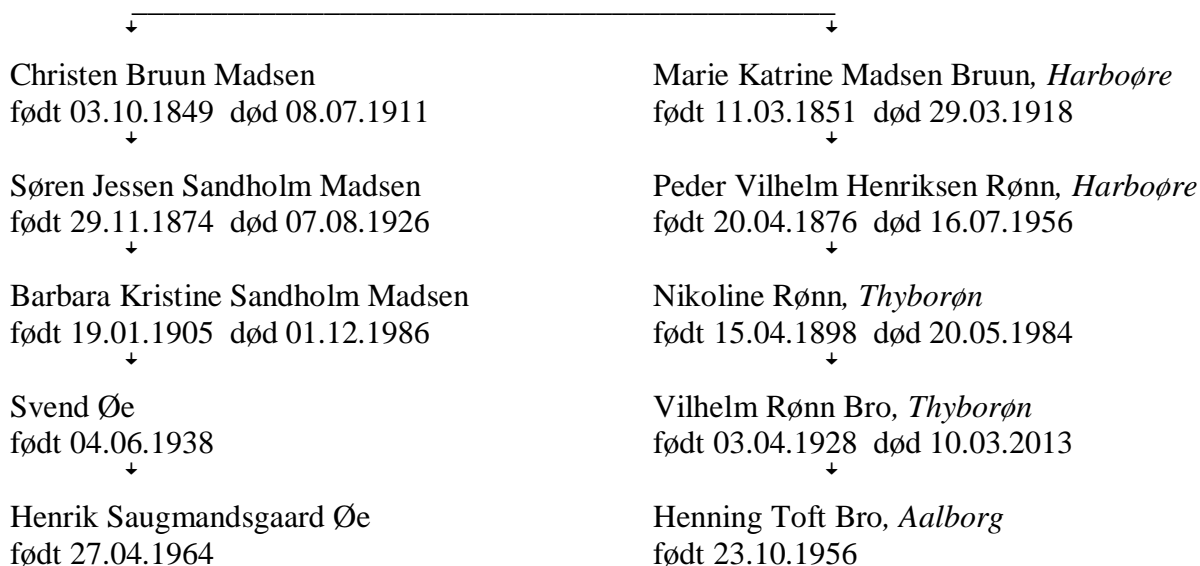 Christen Bruun Madsen
født 03.10.1849 død 08.07.1911
Marie Katrine Madsen Bruun, Harboøre
født 11.03.1851 død 29.03.1918
Søren Jessen Sandholm Madsen
født 29.11.1874 død 07.08.1926
Peder Vilhelm Henriksen Rønn, Harboøre
født 20.04.1876 død 16.07.1956
Barbara Kristine Sandholm Madsen
født 19.01.1905 død 01.12.1986
Nikoline Rønn, Thyborøn
født 15.04.1898 død 20.05.1984
Svend Øe
født 04.06.1938
Vilhelm Rønn Bro, Thyborøn
født 03.04.1928 død 10.03.2013
Henrik Saugmandsgaard Øe
født 27.04.1964
Henning Toft Bro, Aalborg
født 23.10.1956